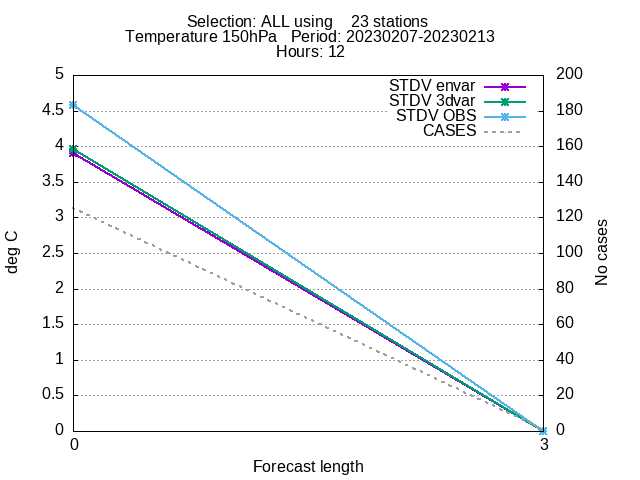 Selection: ALL using    23 stations
Temperature 150hPa   Period: 20230207-20230213
Hours: 12
STDV envar
STDV 3dvar
STDV OBS
CASES
5
4.5
4
3.5
3
2.5
2
1.5
1
0.5
0
200
180
160
140
120
100
80
60
40
20
0
deg C
No cases
0
3
Forecast length